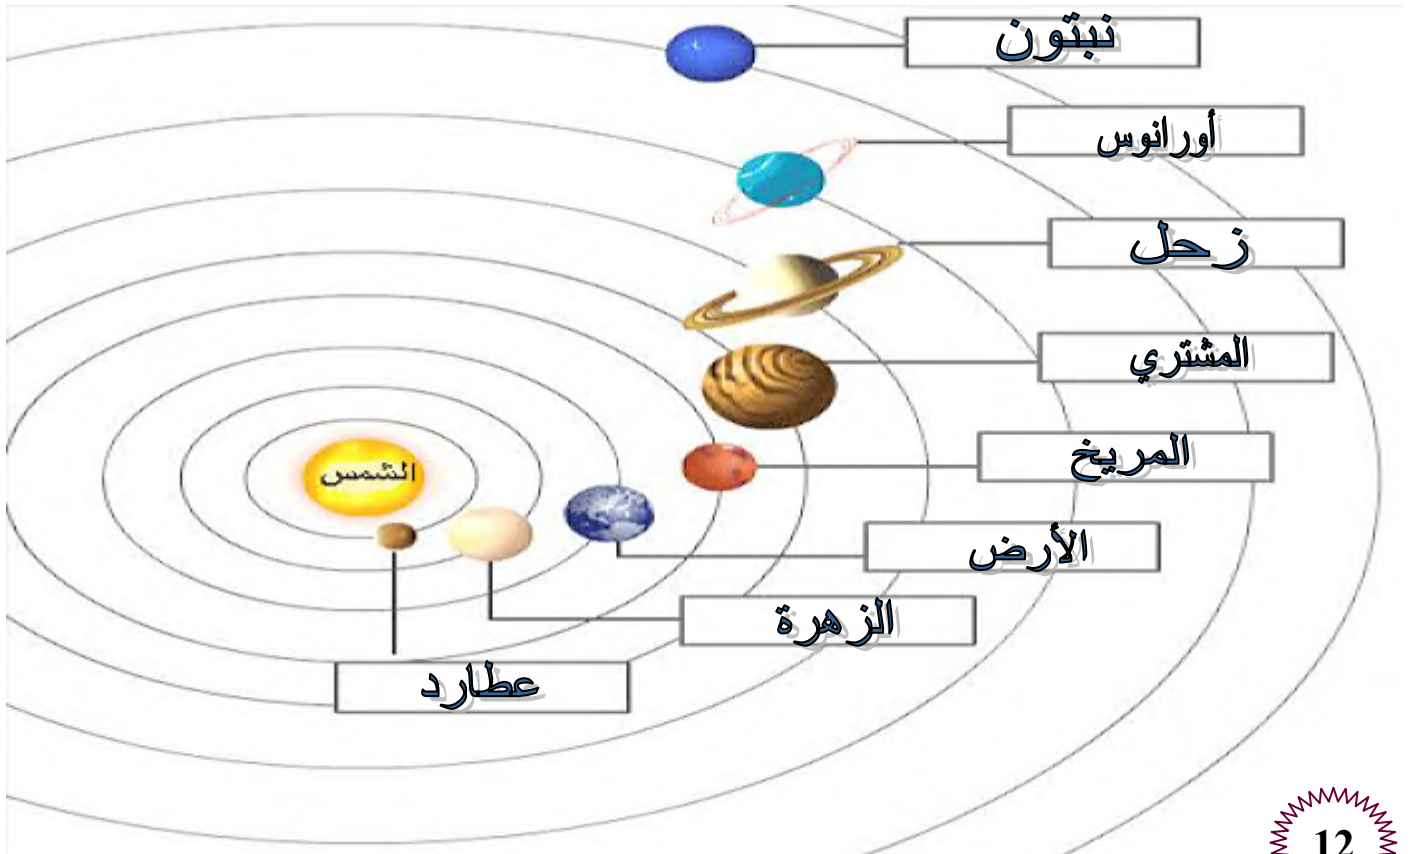 نبتون
أورانوس
زحل
المشتري
المريخ
الشمس
الأرض
الزهرة
عطارد
12